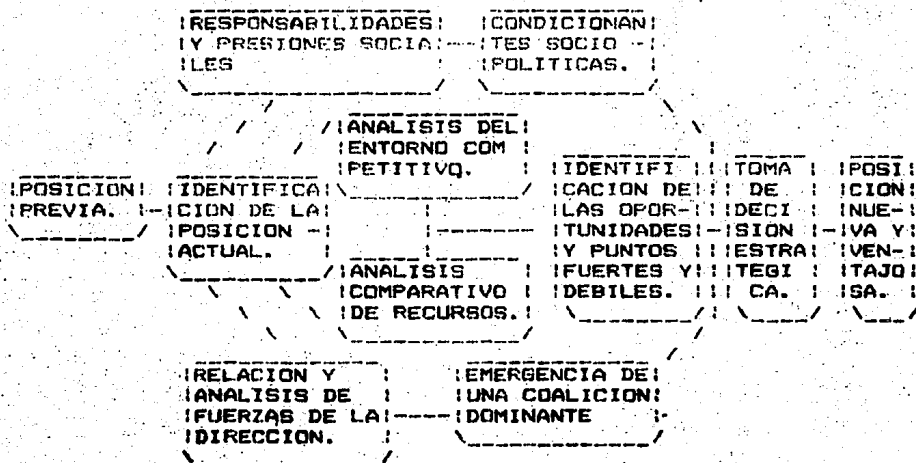 RESPONSABILIDADES
Y PRESIONES SOCIA
LES
CONDICIONAN
TES SOCIO -
POLITICAS.
ANALISIS DEL
ENTORNO COM
PETITIVO.
POSICION
PREVIA.
IDENTIFICA
CION DE LA
POSICION -
ACTUAL.
ANALISIS
COMPARATIVO
DE RECURSOS.
IDENTIFI
CACION DE
LAS OPOR-
TUNIDADES
Y PUNTOS
FUERTES Y
DEBILES.
TOMA
DE
DECI
SION
ESTRA
TEGI
CA.
POSI
CION
NUE-
VA Y
VEN-
TAJO
SA.
RELACION Y
ANALISIS DE
FUERZAS DE LA
DIRECCION.
EMERGENCIA DE
UNA COALICION
DOMINANTE